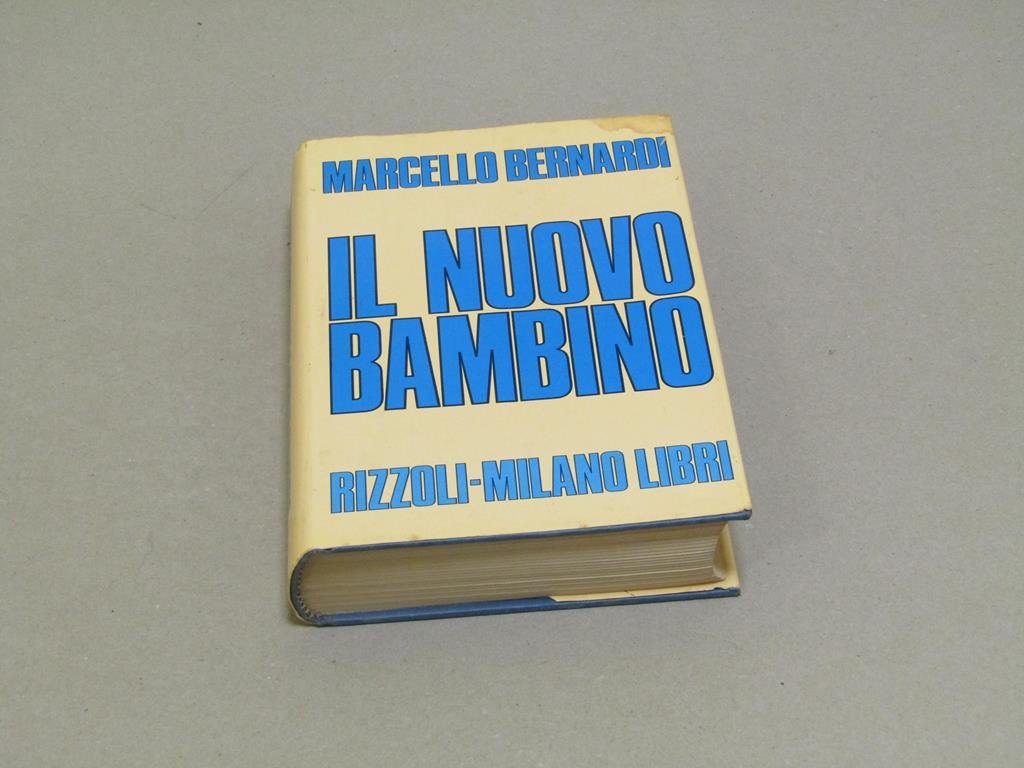 MARCELLO BERNARDI
IL NUOVO
BAMBINO
RIZZOLI-MILANO LIBRI